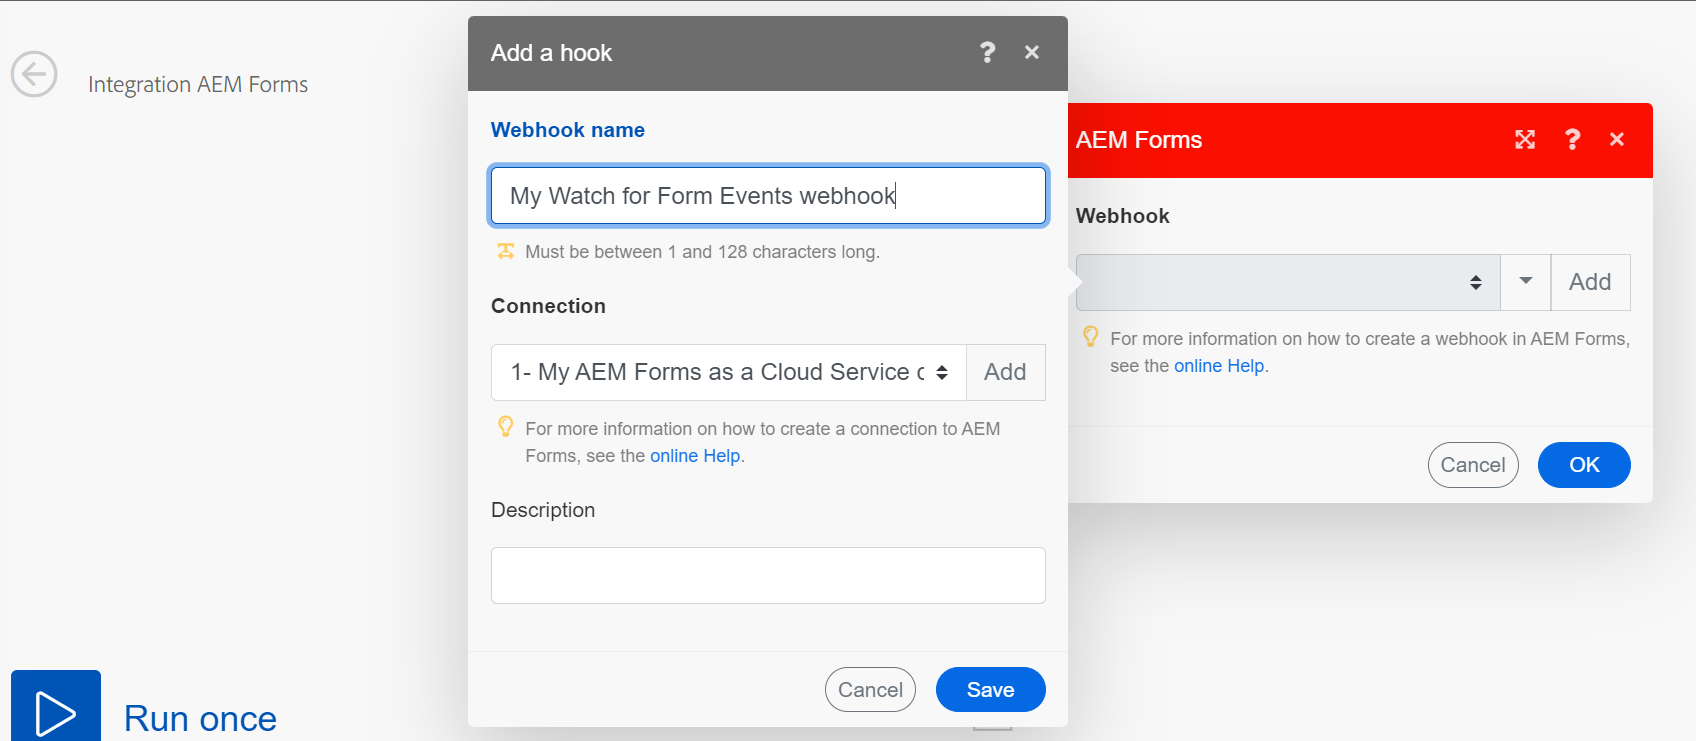 Integration AEM Forms
Add a hook
?
Webhook name
My Watch for Form Events webhook
Must be between 1 and 128 characters long.
Connection
1- My AEM Forms as a Cloud Service c
Add
For more information on how to create a connection to AEM
Forms, see the online Help.
Description
Cancel
Save
AEM Forms
?
Webhook
Add
For more information on how to create a webhook in AEM Forms,
see the online Help.
Cancel
OK
Run once